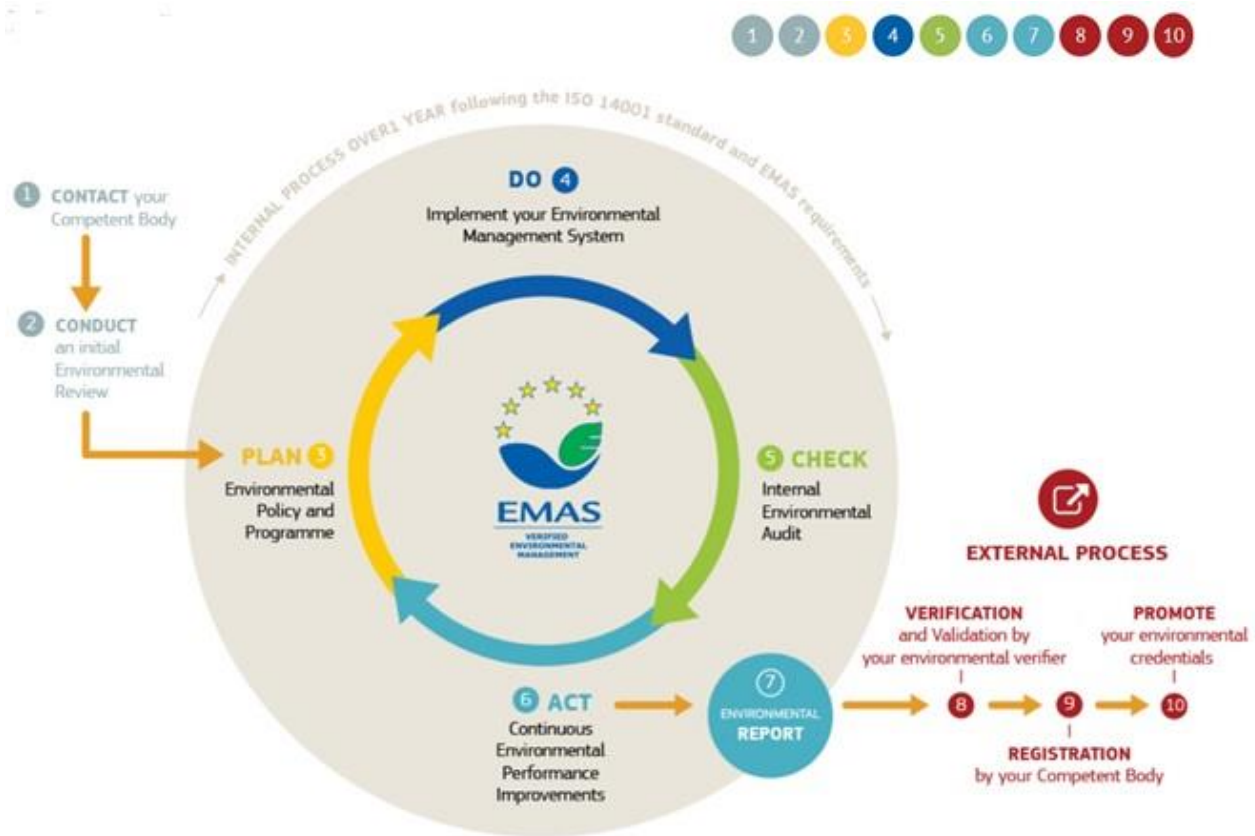 1 2 3 4 5 6 7 8 9 10
INTERNAL PROCESS OVER1 YEAR following the ISO 14001 standard and EMAS requirements
1 CONTACT your
Competent Body
2 CONDUCT
an initial
Environmental
Review
PLAN 3
Environmental
Policy and
Programme
DO 4
Implement your Environmental
Management System
5 CHECK
Internal
Environmental
Audit
EMAS
VERIFIED
ENVIRONMENTAL
MANAGEMENT
6 ACT
Continuous
Environmental
Performance
Improvements
7
ENVIRONMENTAL
REPORT
EXTERNAL PROCESS
VERIFICATION
and Validation by
your environmental verifier
8
9
REGISTRATION
by your Competent Body
PROMOTE
your environmental
credentials
10